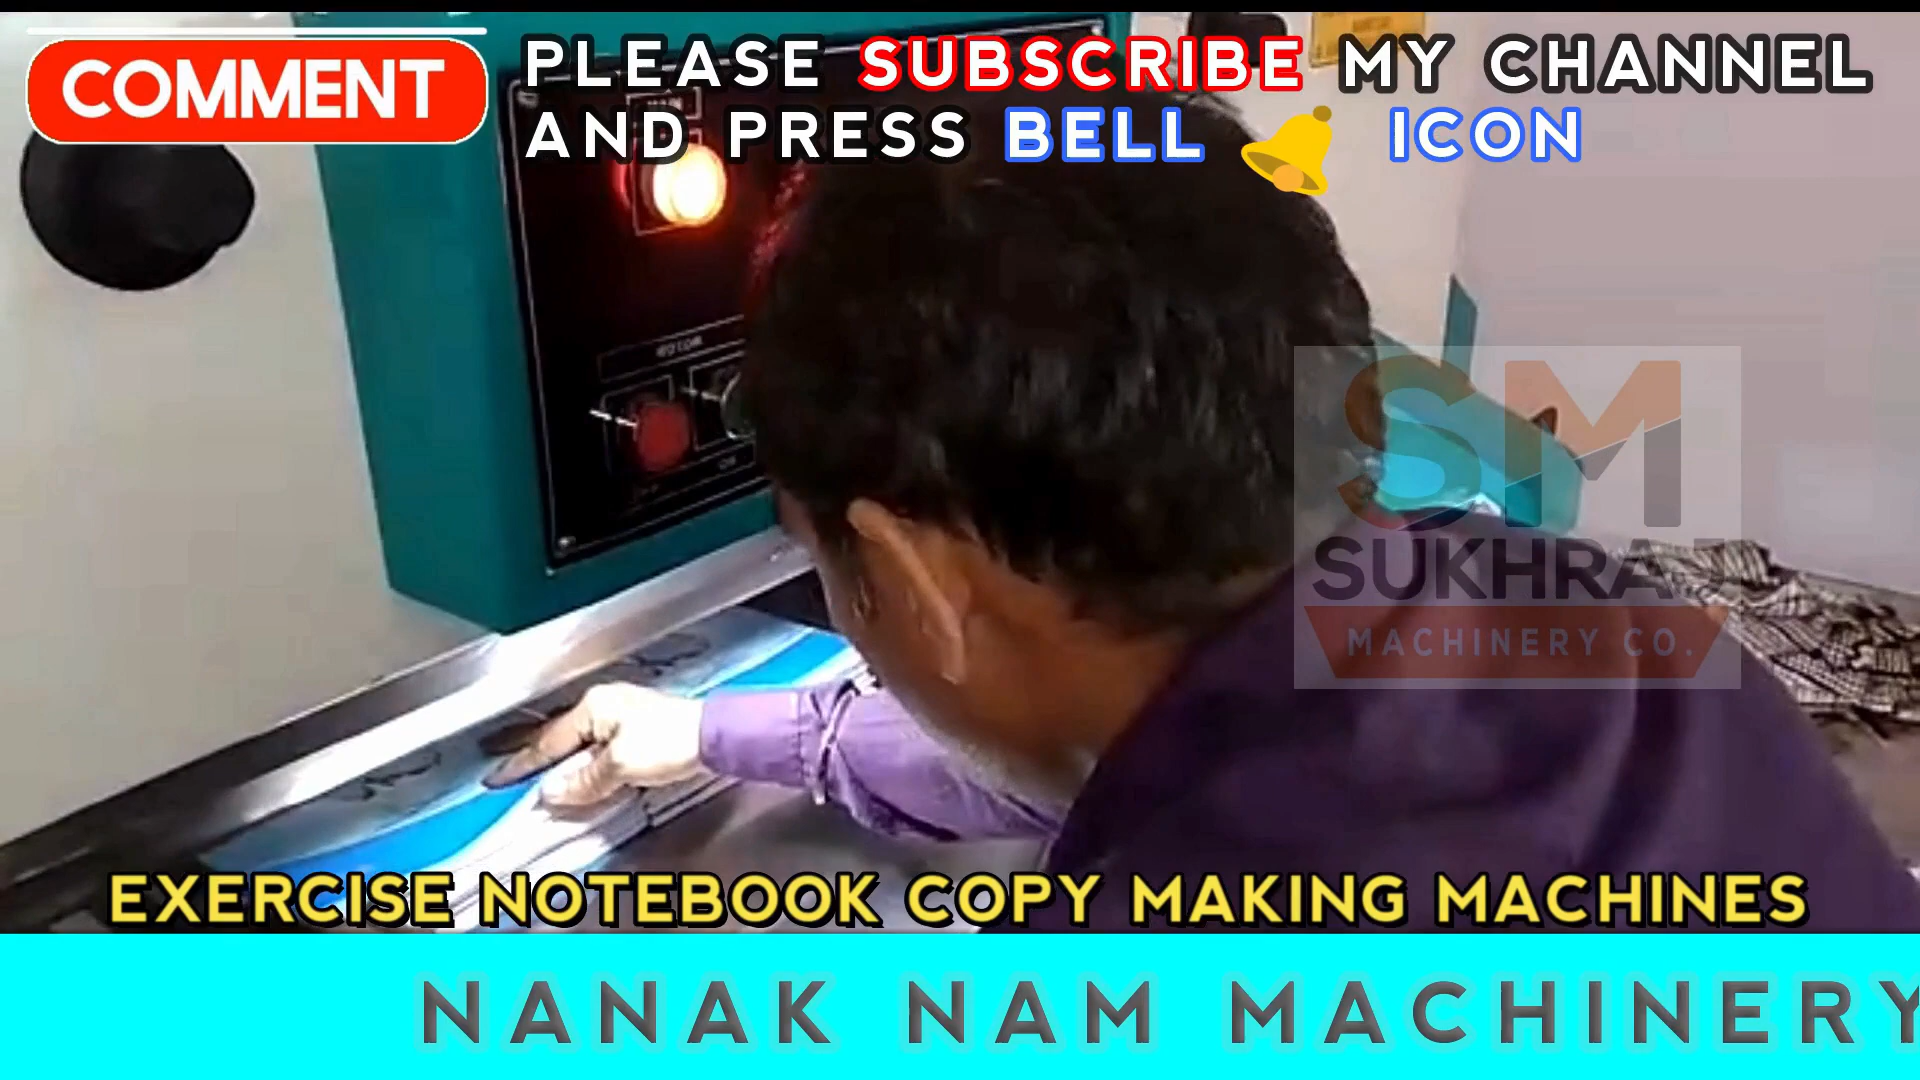 COMMENT
PLEASE SUBSCRIBE MY CHANNEL
AND PRESS BELL 🔔 ICON
SM
SUKHRAJ
MACHINERY CO.
EXERCISE NOTEBOOK COPY MAKING MACHINES
NANAK NAM MACHINERY